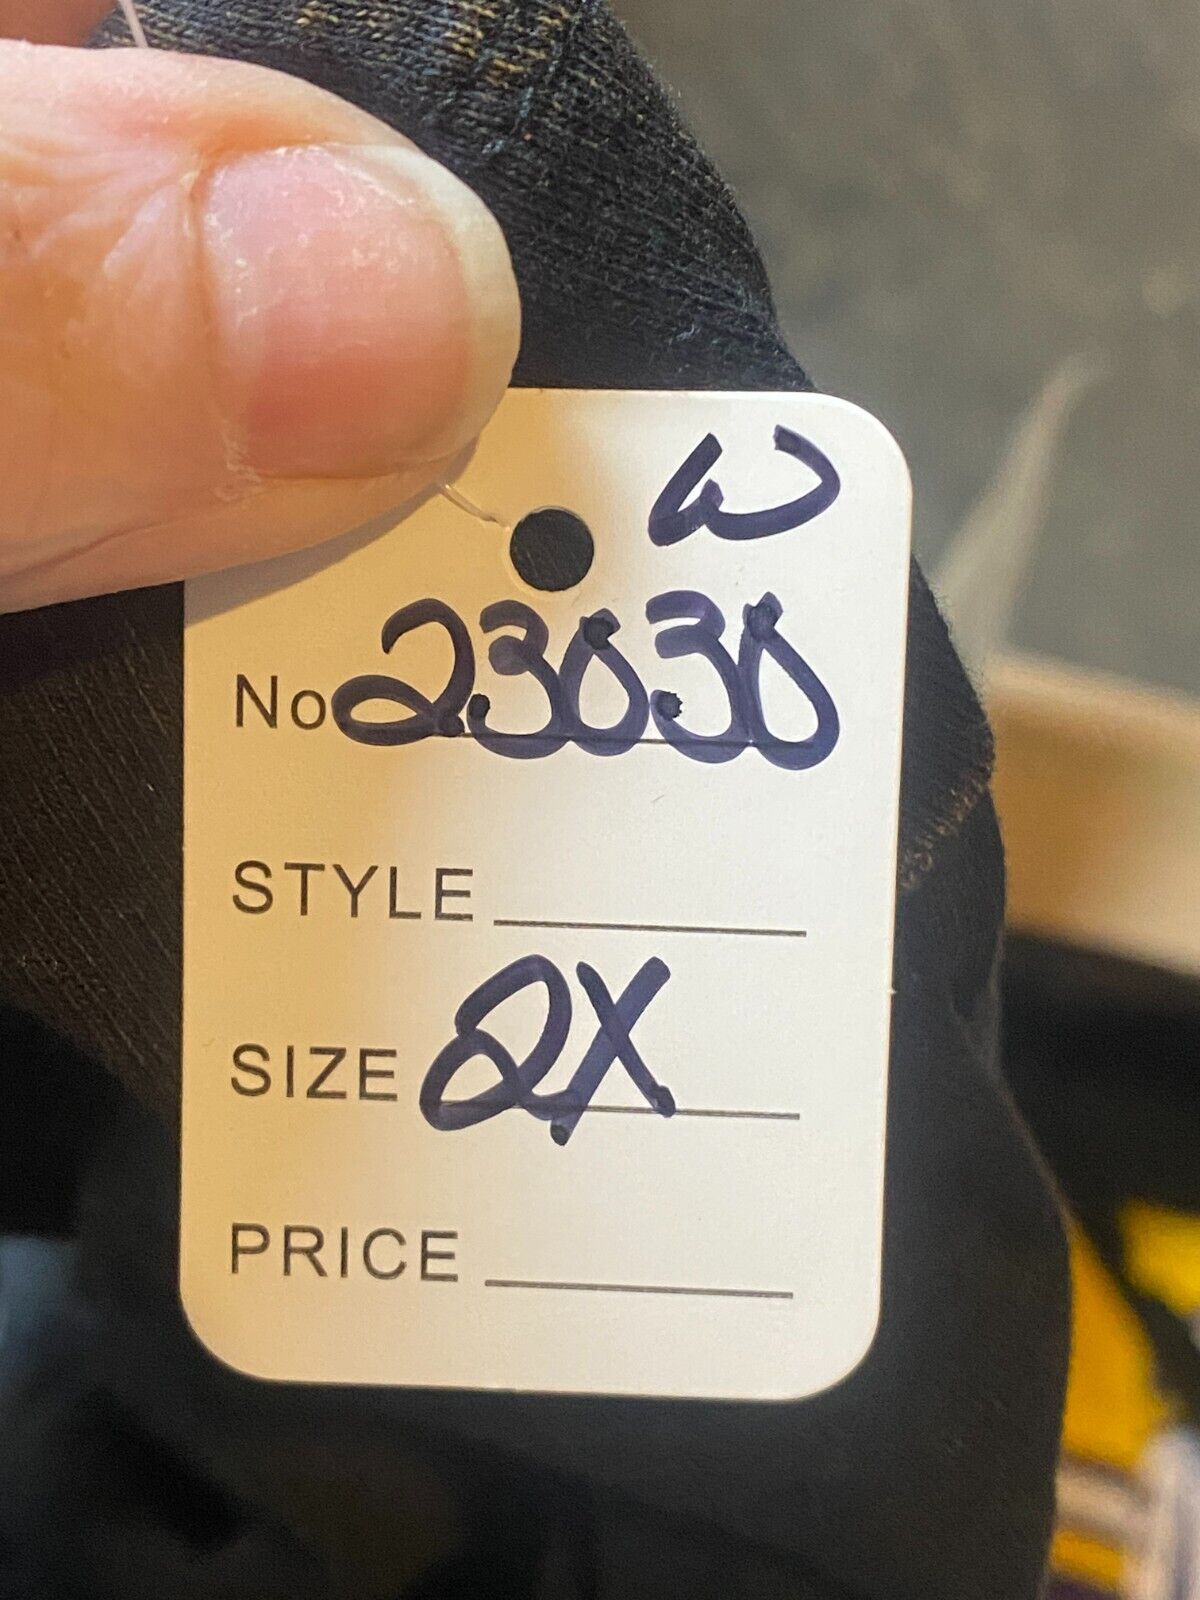 W
No 23030
STYLE
SIZE 2X
PRICE